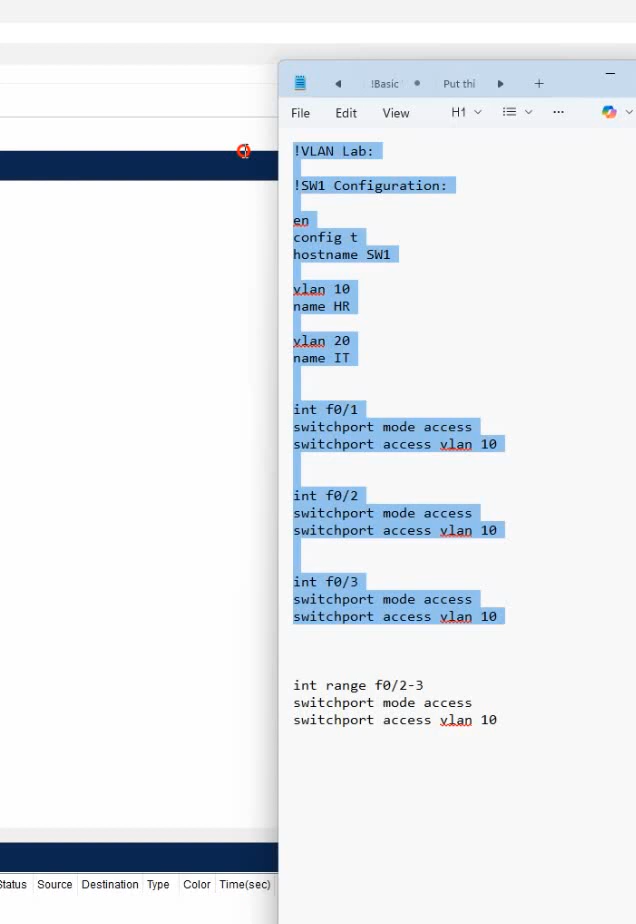 !Basic
Put thi
File Edit View H1
!VLAN Lab:
!SW1 Configuration:
en
config t
hostname SW1
vlan 10
name HR
vlan 20
name IT
int f0/1
switchport mode access
switchport access vlan 10
int f0/2
switchport mode access
switchport access vlan 10
int f0/3
switchport mode access
switchport access vlan 10
int range f0/2-3
switchport mode access
switchport access vlan 10
Status Source Destination Type Color Time(sec)